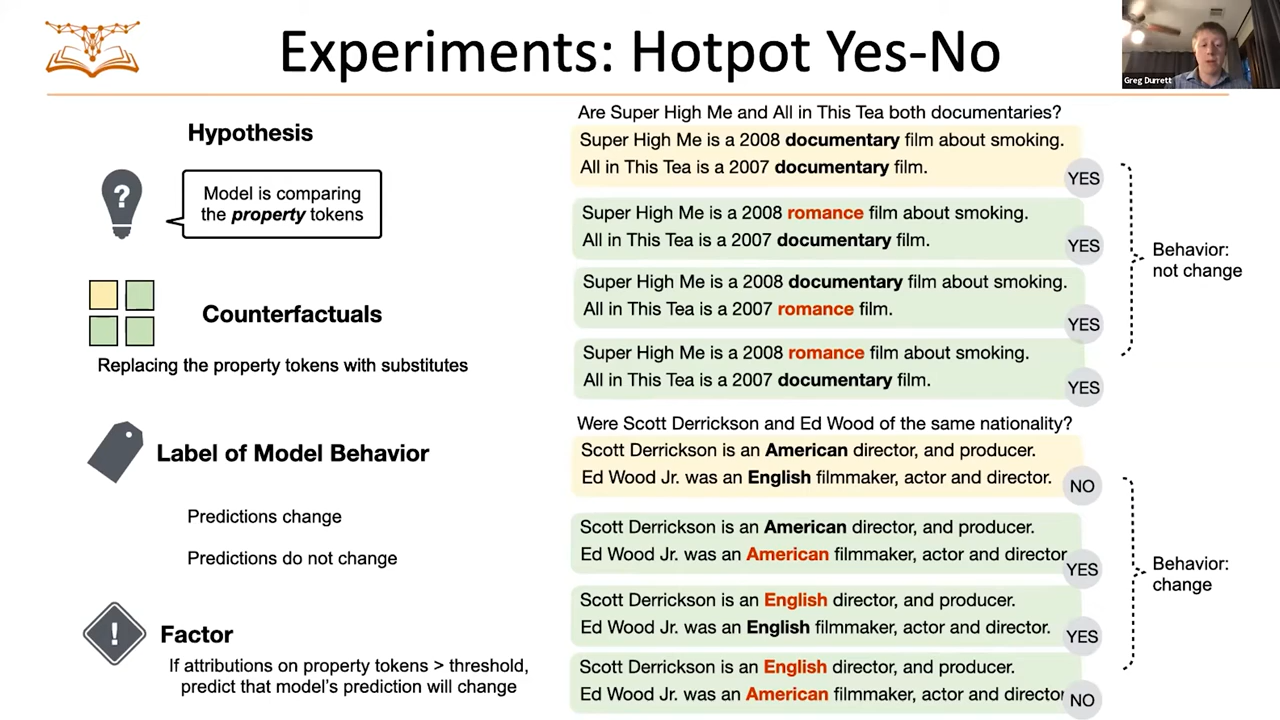 Experiments: Hotpot Yes-No
Greg Durrett
Hypothesis
?
Model is comparing
the property tokens
Counterfactuals
Replacing the property tokens with substitutes
Label of Model Behavior
Predictions change
Predictions do not change
!
Factor
If attributions on property tokens > threshold,
predict that model's prediction will change
Are Super High Me and All in This Tea both documentaries?
Super High Me is a 2008 documentary film about smoking.
All in This Tea is a 2007 documentary film.
YES
Super High Me is a 2008 romance film about smoking.
All in This Tea is a 2007 documentary film.
YES
Super High Me is a 2008 documentary film about smoking.
All in This Tea is a 2007 romance film.
YES
Super High Me is a 2008 romance film about smoking.
All in This Tea is a 2007 documentary film.
YES
Behavior:
not change
Were Scott Derrickson and Ed Wood of the same nationality?
Scott Derrickson is an American director, and producer.
Ed Wood Jr. was an English filmmaker, actor and director.
NO
Scott Derrickson is an American director, and producer.
Ed Wood Jr. was an American filmmaker, actor and director
YES
Scott Derrickson is an English director, and producer.
Ed Wood Jr. was an English filmmaker, actor and director.
YES
Scott Derrickson is an English director, and producer.
Ed Wood Jr. was an American filmmaker, actor and director
NO
Behavior:
change